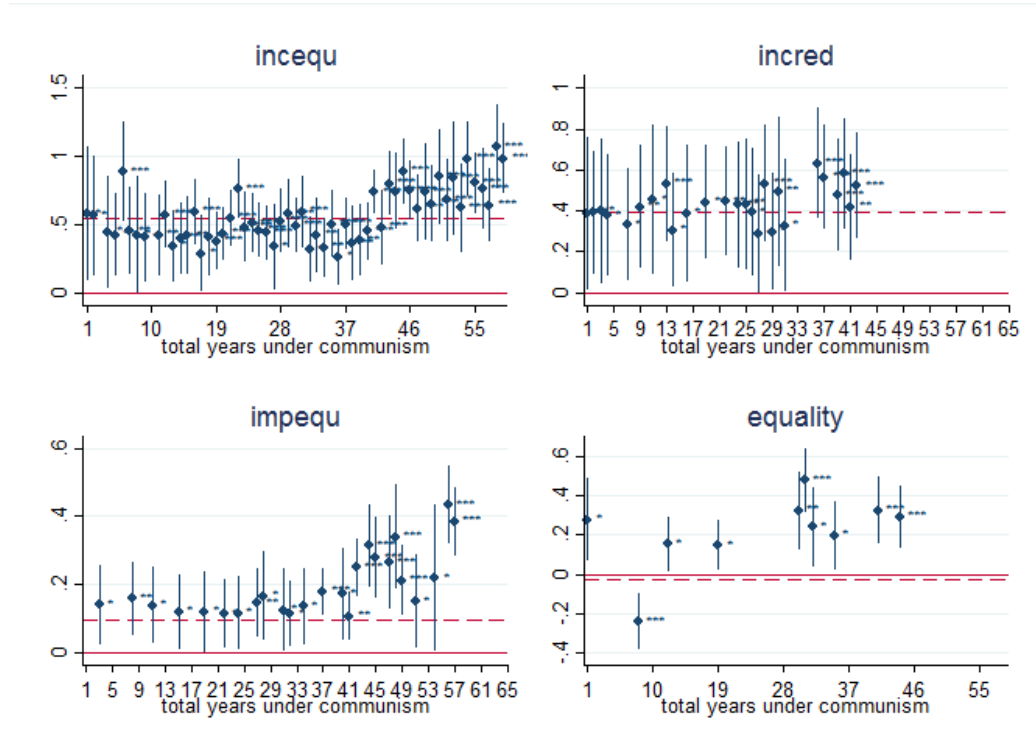 incequ
1.5
1
.5
0
1 10 19 28 37 46 55
total years under communism
incred
1
.8
.6
.4
.2
0
1 5 9 13 17 21 25 29 33 37 41 45 49 53 57 61 65
total years under communism
impequ
.6
.4
.2
0
1 5 9 13 17 21 25 29 33 37 41 45 49 53 57 61 65
total years under communism
equality
.6
.4
.2
0
-.2
-.4
1 10 19 28 37 46 55
total years under communism